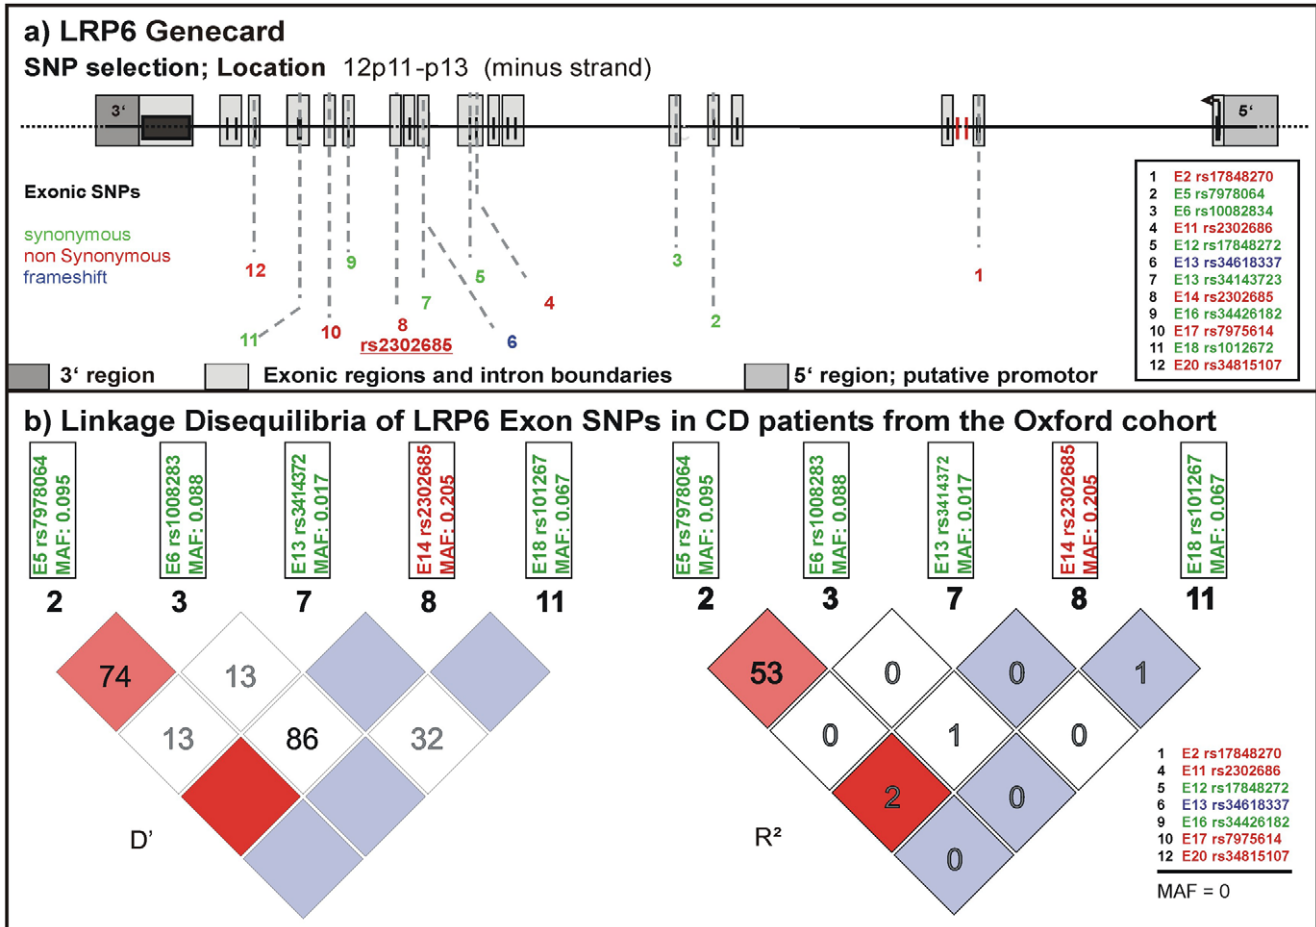 a) LRP6 Genecard
SNP selection; Location 12p11-p13 (minus strand)
3‘
5‘
Exonic SNPs
synonymous
non Synonymous
frameshift
12
11
10
9
8
rs2302685
7
6
5
4
3
2
1
1 E2 rs17848270
2 E5 rs7978064
3 E6 rs10082834
4 E11 rs2302686
5 E12 rs17848272
6 E13 rs34618337
7 E13 rs34143723
8 E14 rs2302685
9 E16 rs34426182
10 E17 rs7975614
11 E18 rs1012672
12 E20 rs34815107
3‘ region
Exonic regions and intron boundaries
5‘ region; putative promotor
b) Linkage Disequilibria of LRP6 Exon SNPs in CD patients from the Oxford cohort
E5 rs7978064
MAF: 0.095
E6 rs1008283
MAF: 0.088
E13 rs3414372
MAF: 0.017
E14 rs2302685
MAF: 0.205
E18 rs101267
MAF: 0.067
2 3 7 8 11
74 13
13 86 32
D’
E5 rs7978064
MAF: 0.095
E6 rs1008283
MAF: 0.088
E13 rs3414372
MAF: 0.017
E14 rs2302685
MAF: 0.205
E18 rs101267
MAF: 0.067
2 3 7 8 11
53 0 0 1
0 1 0
2 0
0
R²
1 E2 rs17848270
4 E11 rs2302686
5 E12 rs17848272
6 E13 rs34618337
9 E16 rs34426182
10 E17 rs7975614
12 E20 rs34815107
MAF = 0